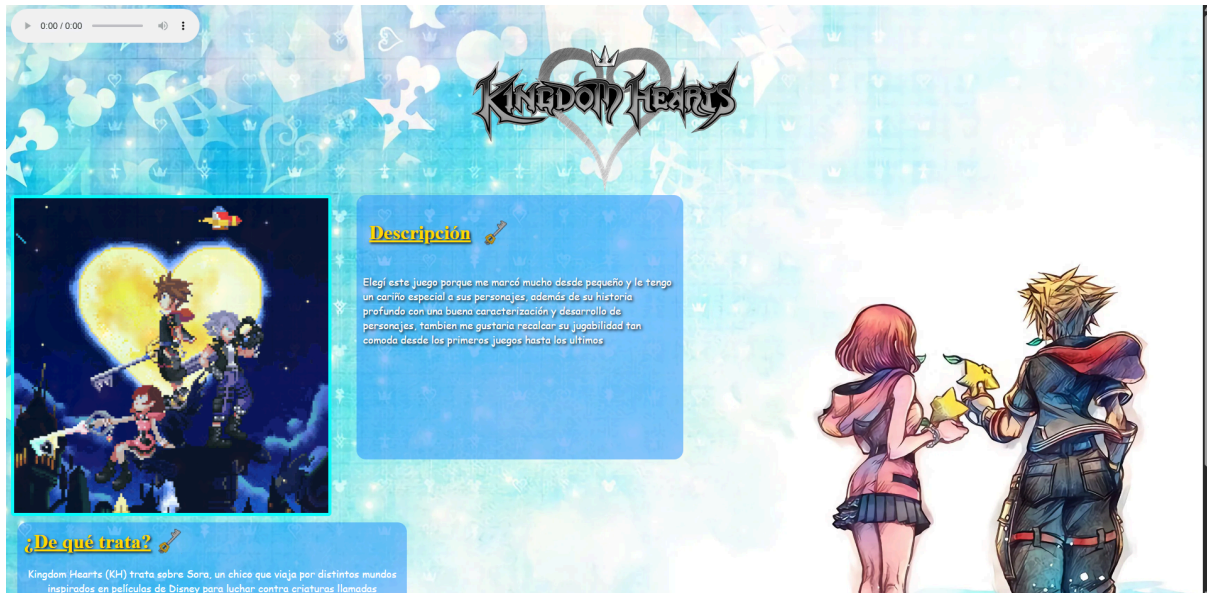 0:00 / 0:00
KINGDOM HEARTS
Descripción
Elegí este juego porque me marcó mucho desde pequeño y le tengo
un cariño especial a sus personajes, además de su historia
profundo con una buena caracterización y desarrollo de
personajes, tambien me gustaria recalcar su jugabilidad tan
comoda desde los primeros juegos hasta los ultimos
¿De qué trata?
Kingdom Hearts (KH) trata sobre Sora, un chico que viaja por distintos mundos
inspirados en películas de Disney para luchar contra criaturas llamadas